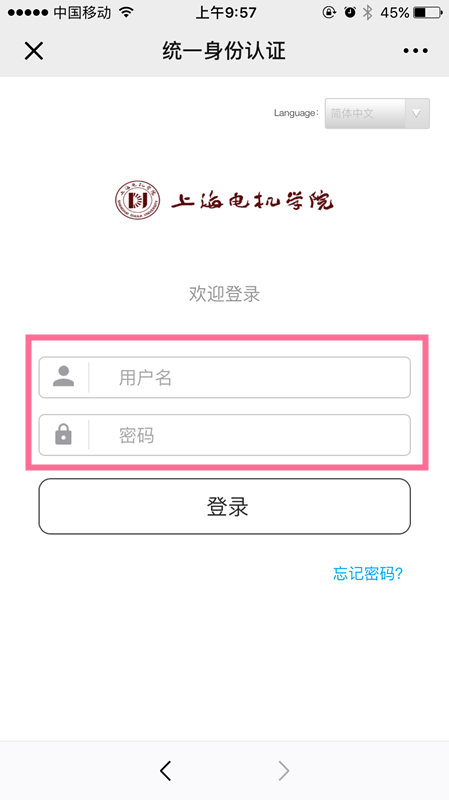 中国移动 上午9:57 45%
统一身份认证
Language: 简体中文
上海电机学院
欢迎登录
用户名
密码
登录
忘记密码?